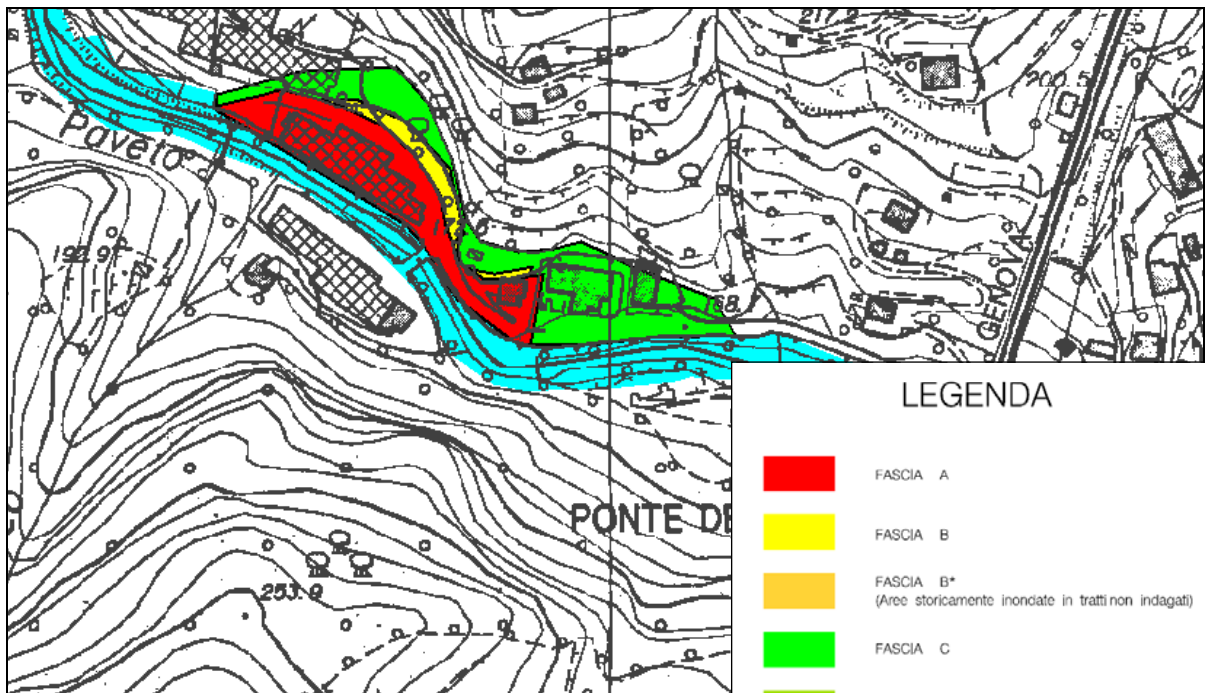 217.2
200.5
Paveto
192.9
GENOVA
168.
LEGENDA
FASCIA A
PONTE DE
FASCIA B
FASCIA B*
(Aree storicamente inondate in tratti non indagati)
253.9
FASCIA C